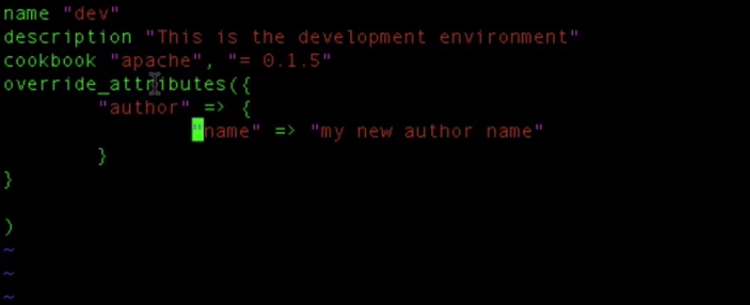 name "dev"
description "This is the development environment"
cookbook "apache", "= 0.1.5"
override_attributes({
        "author" => {
                "name" => "my new author name"
        }
}

)
~
~
~